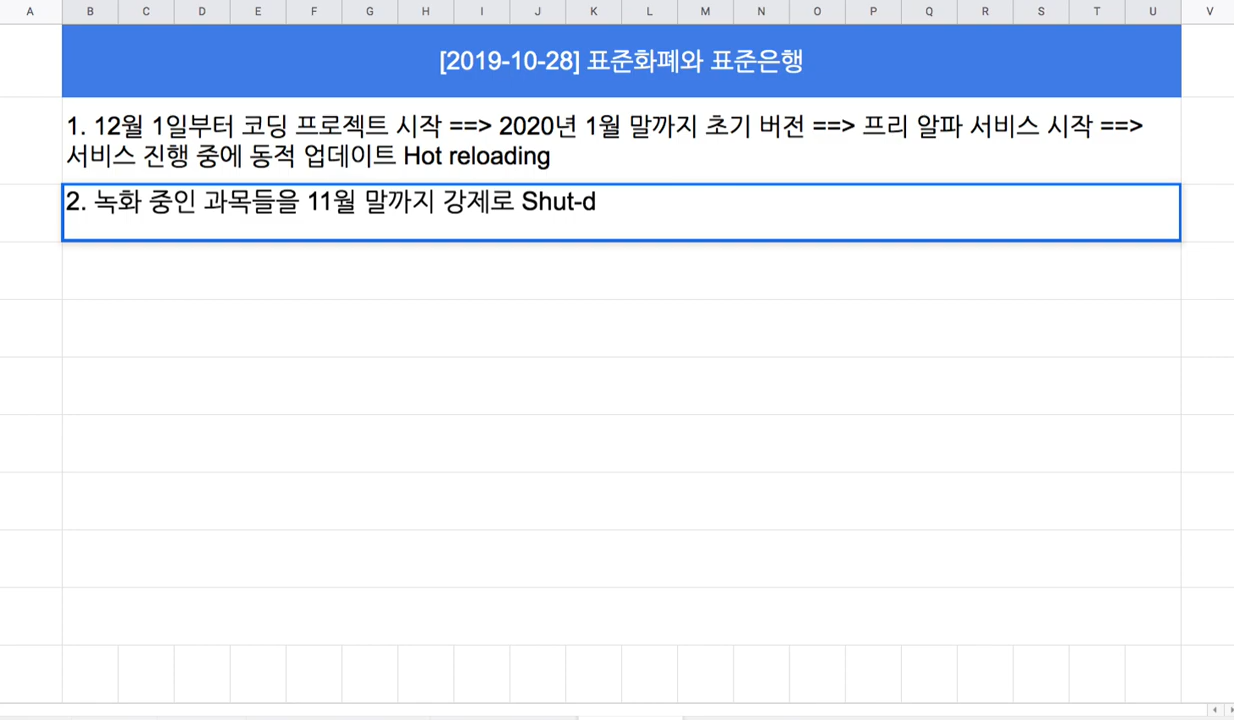 A B C D E F G H I J K L M N O P Q R S T U V
[2019-10-28] 표준화폐와 표준은행
1. 12월 1일부터 코딩 프로젝트 시작 ==> 2020년 1월 말까지 초기 버전 ==> 프리 알파 서비스 시작 ==>
서비스 진행 중에 동적 업데이트 Hot reloading
2. 녹화 중인 과목들을 11월 말까지 강제로 Shut-d